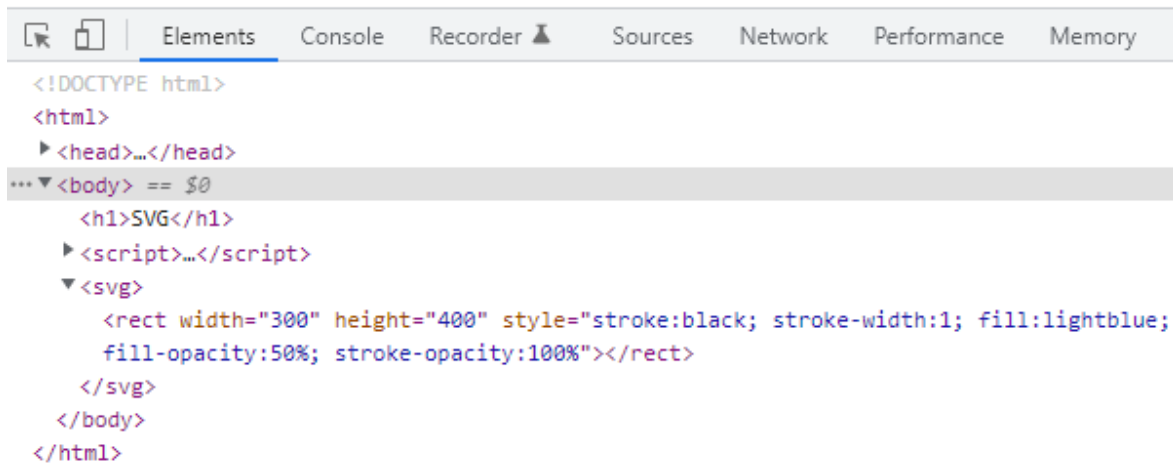 Elements Console Recorder Sources Network Performance Memory
<!DOCTYPE html>
<html>
<head>…</head>
… <body> == $0
<h1>SVG</h1>
<script>…</script>
<svg>
<rect width="300" height="400" style="stroke:black; stroke-width:1; fill:lightblue;
fill-opacity:50%; stroke-opacity:100%"></rect>
</svg>
</body>
</html>